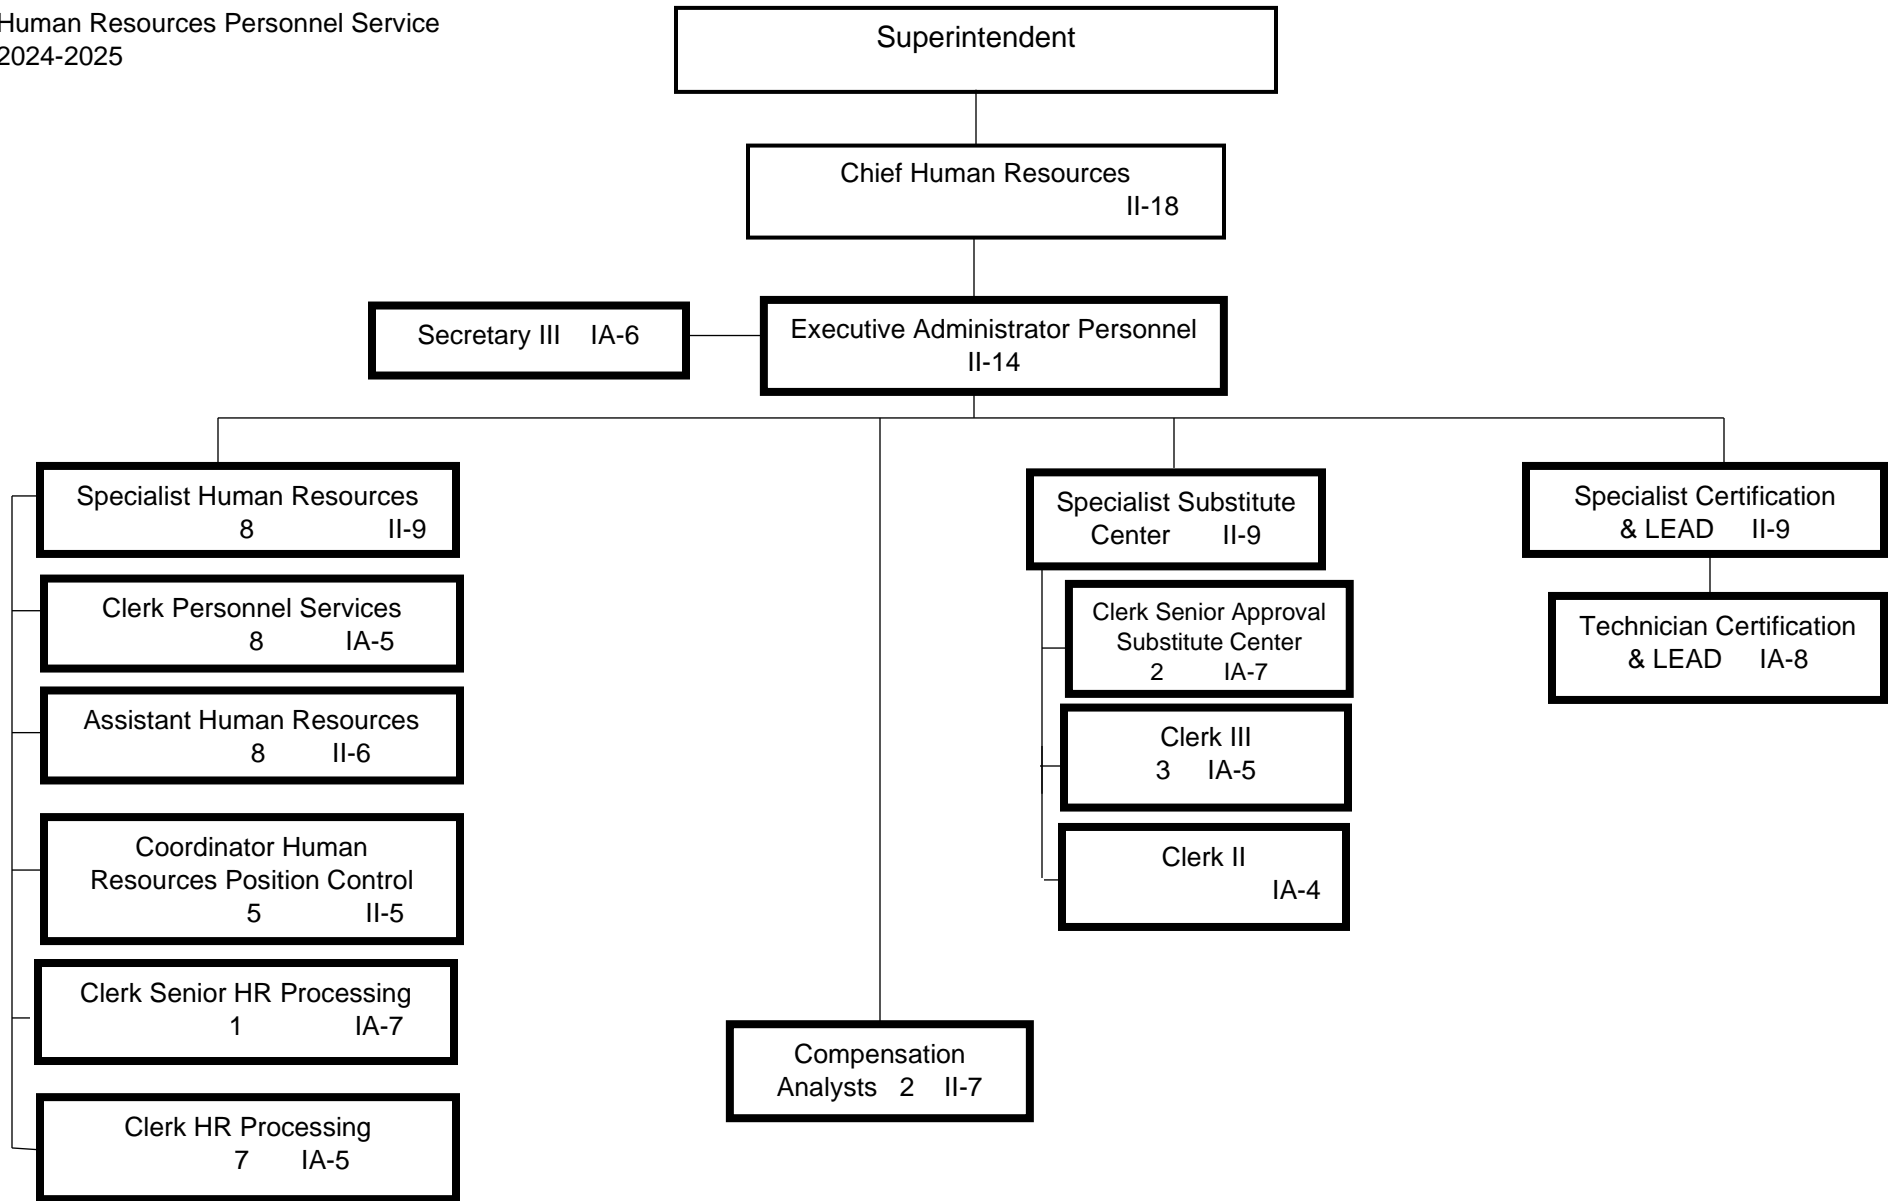 Human Resources Personnel Service
2024-2025
Superintendent
Chief Human Resources
II-18
Secretary III IA-6
Executive Administrator Personnel
II-14
Specialist Human Resources
8 II-9
Clerk Personnel Services
8 IA-5
Assistant Human Resources
8 II-6
Coordinator Human
Resources Position Control
5 II-5
Clerk Senior HR Processing
1 IA-7
Clerk HR Processing
7 IA-5
Compensation
Analysts 2 II-7
Specialist Substitute
Center II-9
Clerk Senior Approval
Substitute Center
2 IA-7
Clerk III
3 IA-5
Clerk II
IA-4
Specialist Certification
& LEAD II-9
Technician Certification
& LEAD IA-8